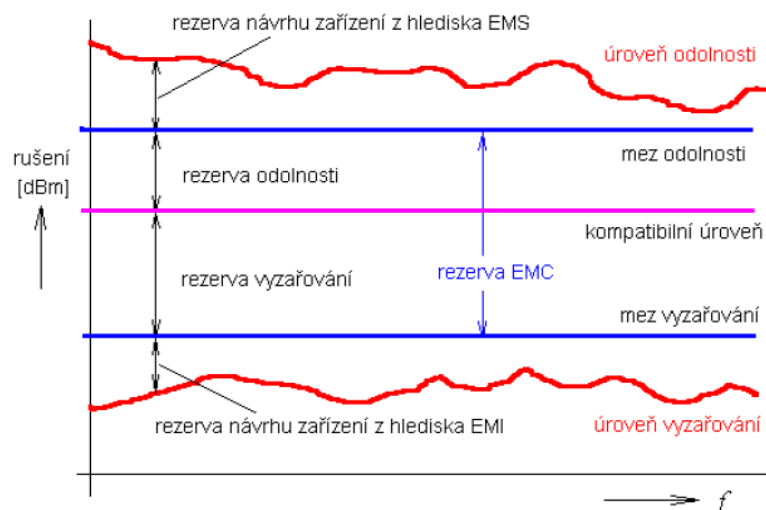 rezerva návrhu zařízení z hlediska EMS
úroveň odolnosti
rušení
[dBm]
mez odolnosti
rezerva odolnosti
kompatibilní úroveň
rezerva vyzařování
rezerva EMC
mez vyzařování
rezerva návrhu zařízení z hlediska EMI
úroveň vyzařování
f